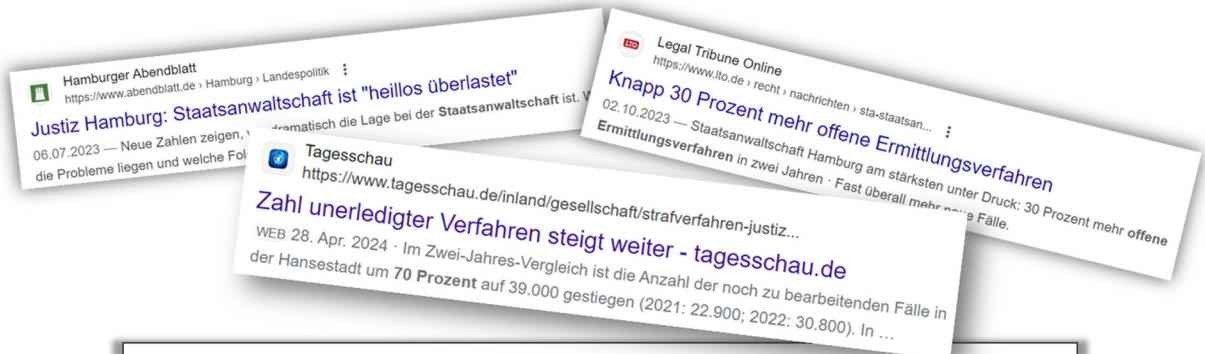 Hamburger Abendblatt
https://www.abendblatt.de › Hamburg › Landespolitik
Justiz Hamburg: Staatsanwaltschaft ist "heillos überlastet"
06.07.2023 — Neue Zahlen zeigen, dramatisch die Lage bei der Staatsanwaltschaft ist.
die Probleme liegen und welche
LTO
Legal Tribune Online
https://www.lto.de › recht › nachrichten › sta-staatsan...
Knapp 30 Prozent mehr offene Ermittlungsverfahren
02.10.2023 — Staatsanwaltschaft Hamburg am stärksten unter Druck: 30 Prozent mehr offene
Ermittlungsverfahren in zwei Jahren · Fast überall mehr Fälle.
Tagesschau
https://www.tagesschau.de/inland/gesellschaft/strafverfahren-justiz...
Zahl unerledigter Verfahren steigt weiter - tagesschau.de
WEB 28. Apr. 2024 · Im Zwei-Jahres-Vergleich ist die Anzahl der noch zu bearbeitenden Fälle in
der Hansestadt um 70 Prozent auf 39.000 gestiegen (2021: 22.900; 2022: 30.800). In ...